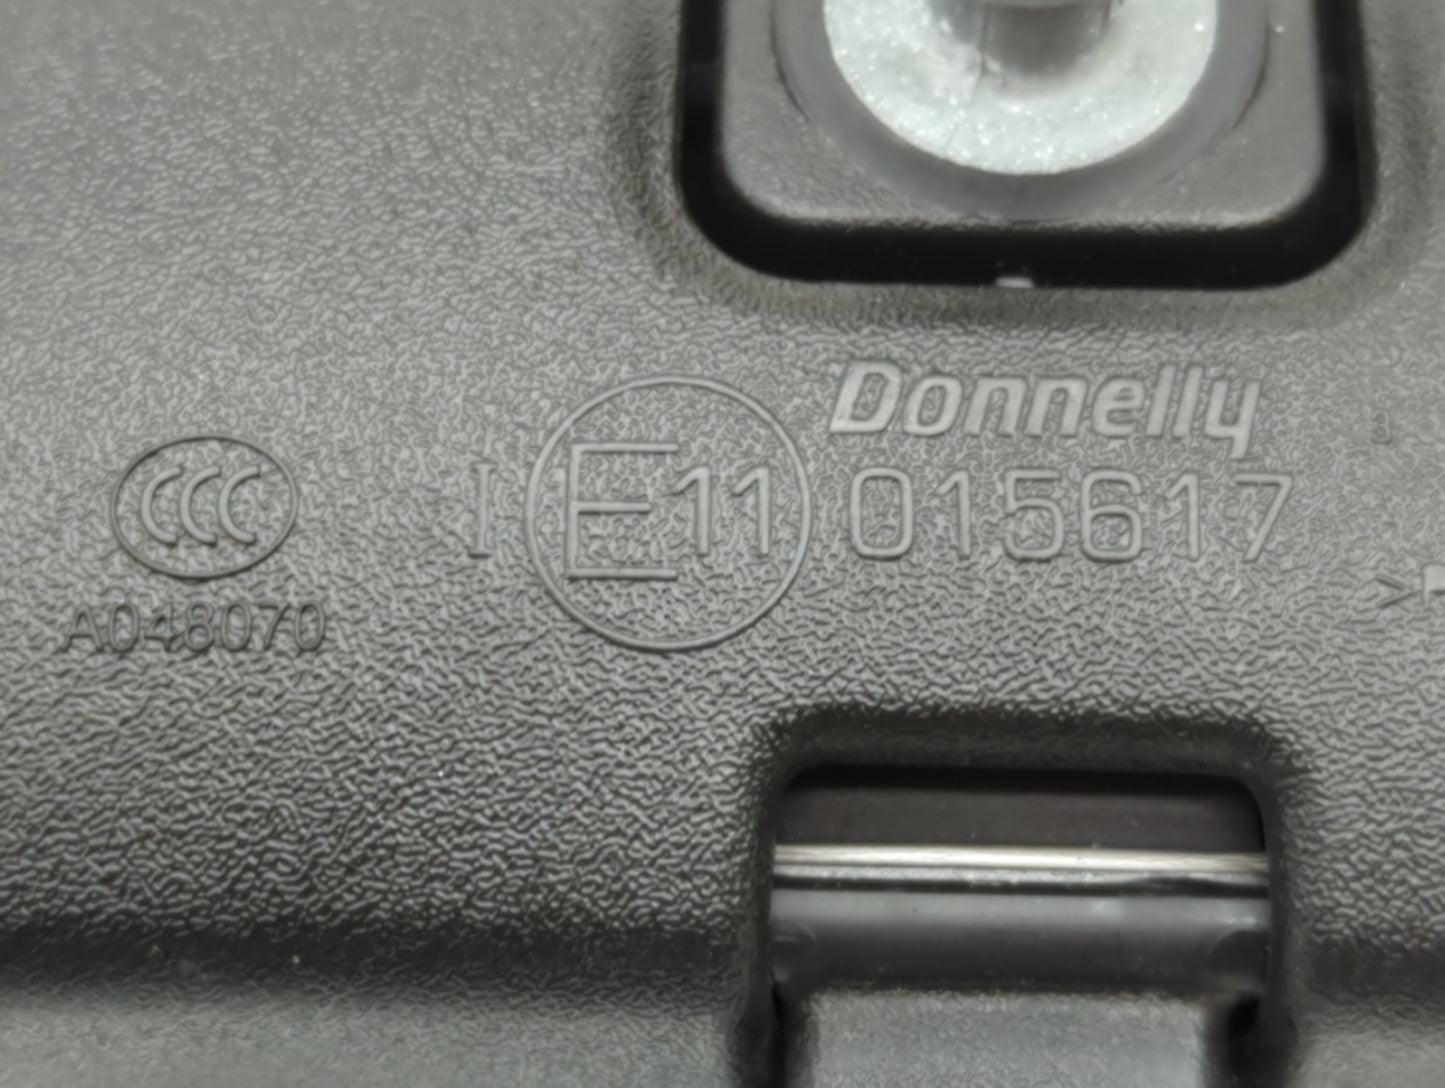 Donnelly
CCC I E11 015617
A048070
>